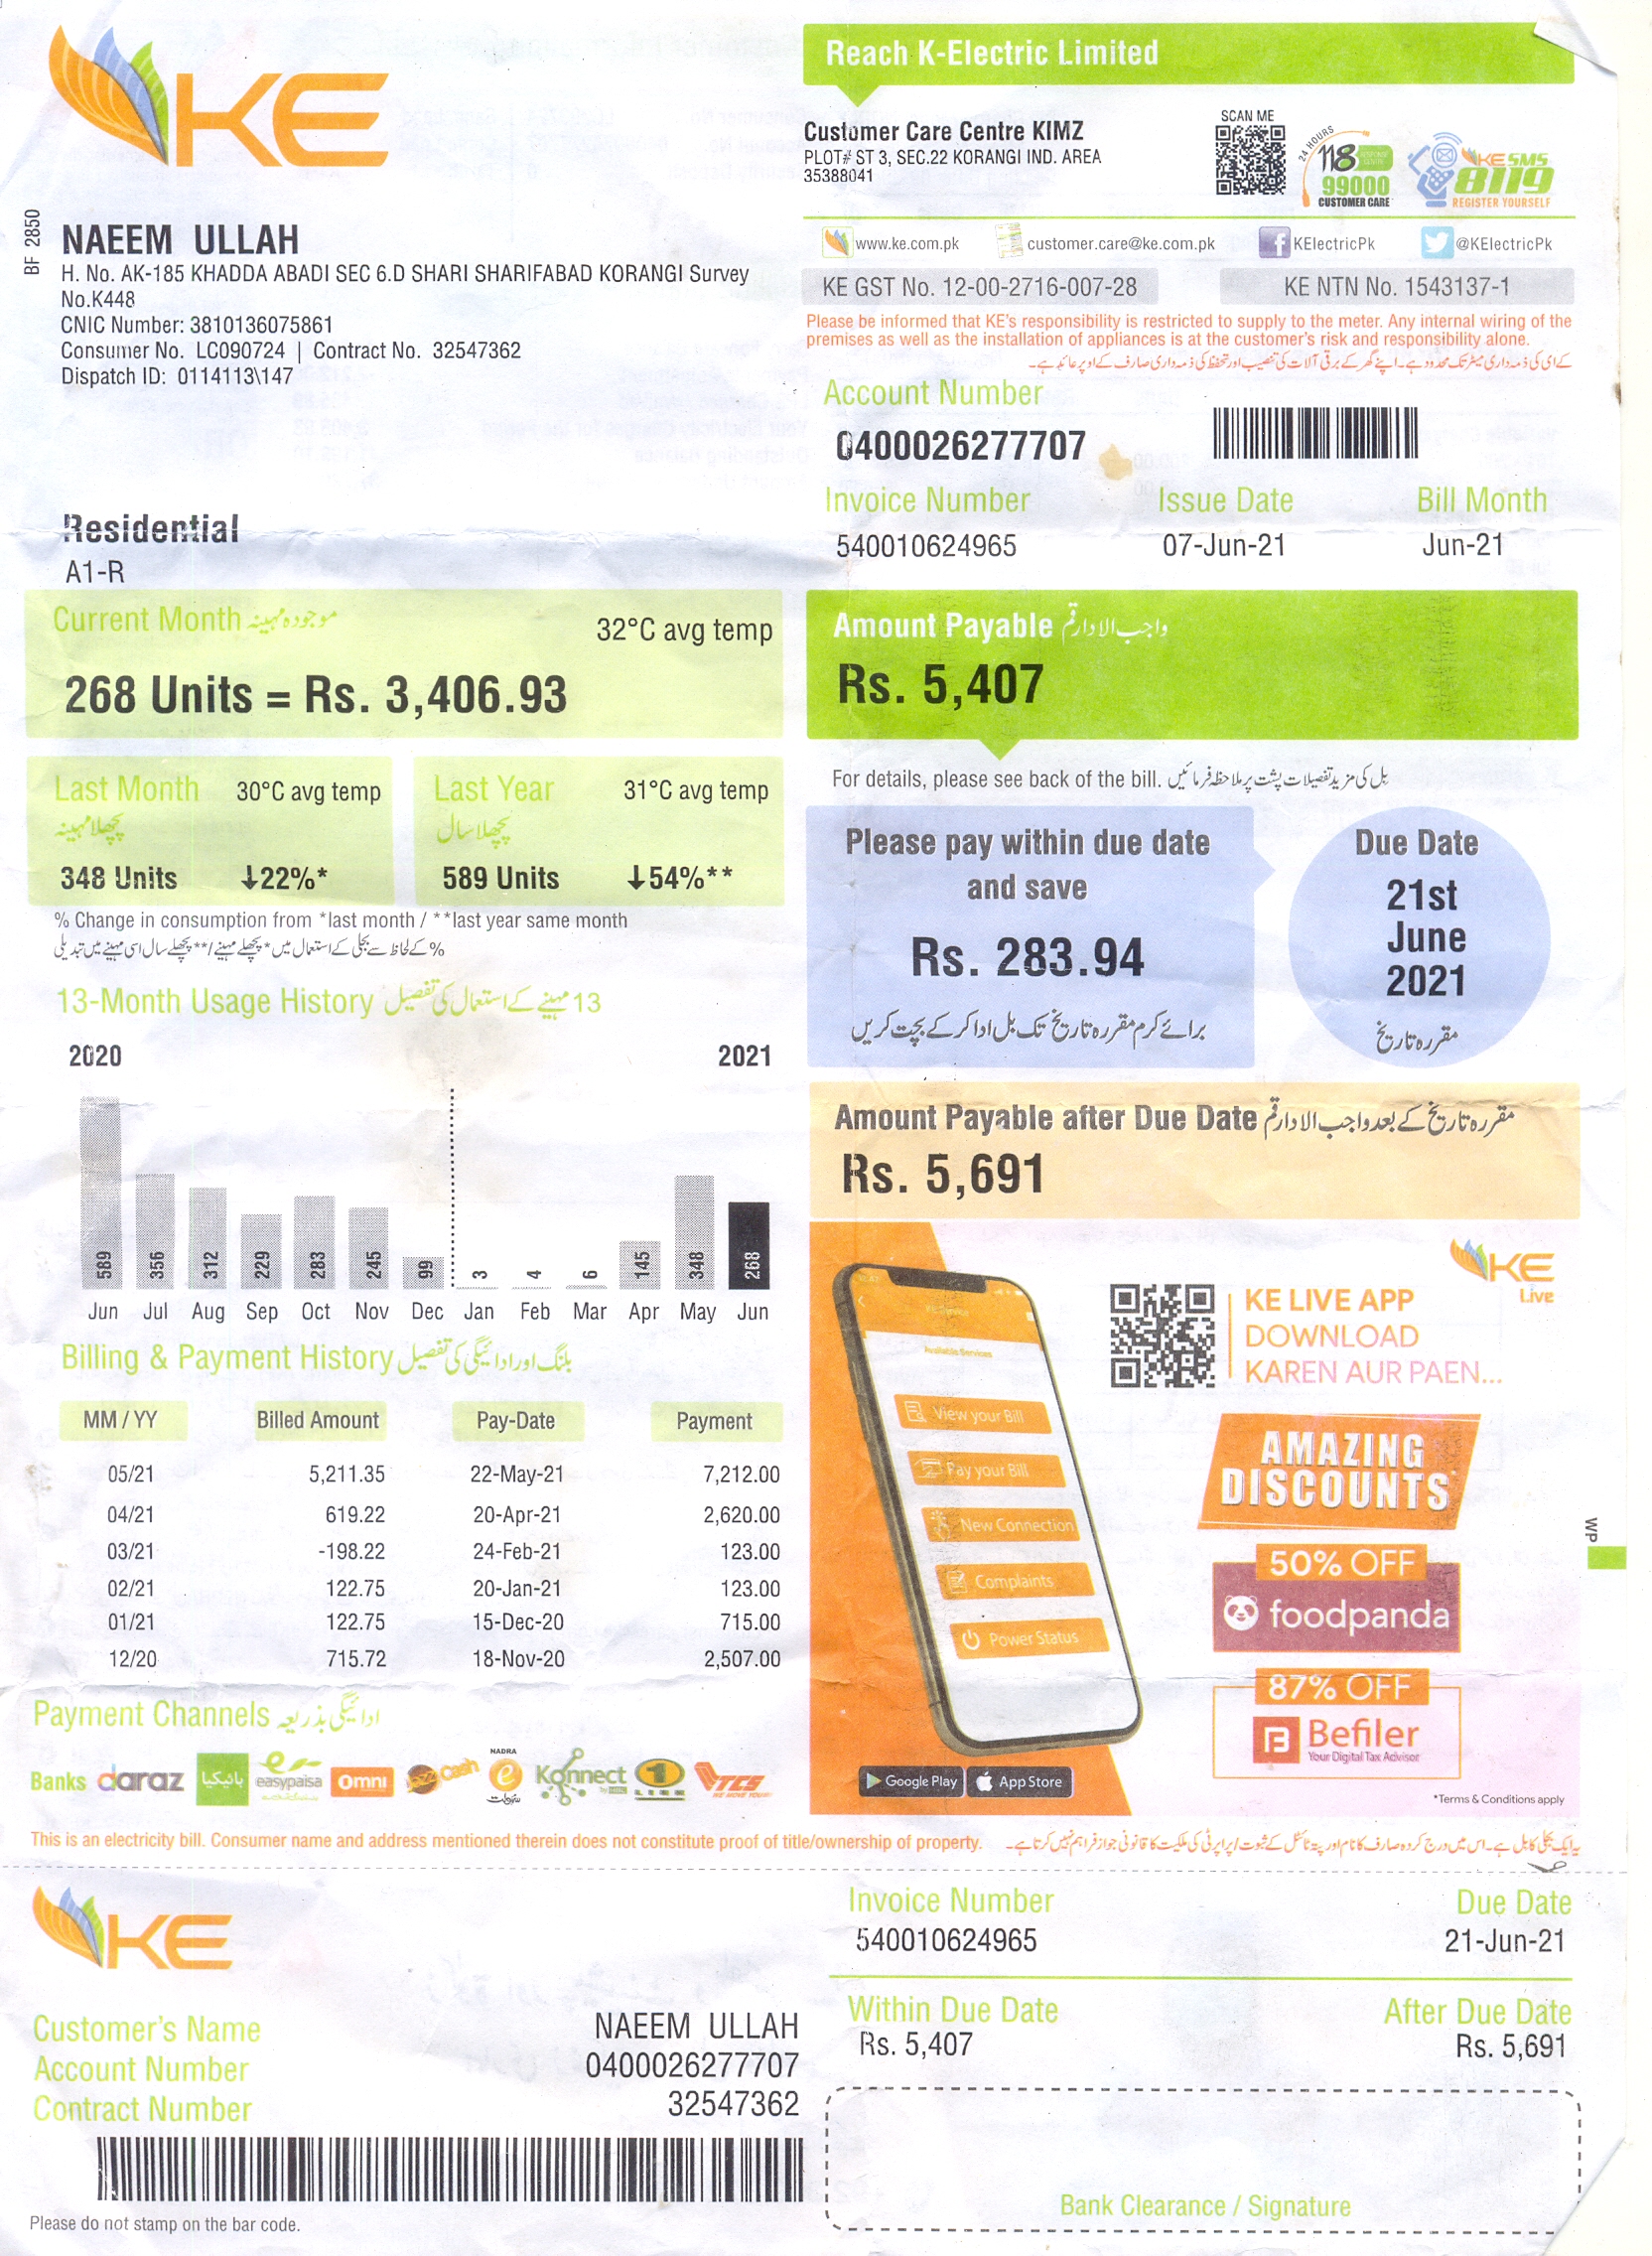 KE
BF 2850
NAEEM ULLAH
H. No. AK-185 KHADDA ABADI SEC 6.D SHARI SHARIFABAD KORANGI Survey
No.K448
CNIC Number: 3810136075861
Consumer No. LC090724 | Contract No. 32547362
Dispatch ID: 0114113\147
Residential
A1-R
Reach K-Electric Limited
Customer Care Centre KIMZ
PLOT# ST 3, SEC.22 KORANGI IND. AREA
35388041
SCAN ME
24 HOURS
118
99000
CUSTOMER CARE
KE SMS
8119
REGISTER YOURSELF
www.ke.com.pk customer.care@ke.com.pk KElectricPk @KElectricPk
KE GST No. 12-00-2716-007-28 KE NTN No. 1543137-1
Please be informed that KE's responsibility is restricted to supply to the meter. Any internal wiring of the
premises as well as the installation of appliances is at the customer's risk and responsibility alone.
کے ای کی ذمہ داری میٹر تک محدود ہے۔ اپنے گھر کے برقی آلات کی تنصیب اور تحفظ کی ذمہ داری صارف کے اوپر عائد ہے۔
Account Number
0400026277707
Invoice Number Issue Date Bill Month
540010624965 07-Jun-21 Jun-21
Current Month موجودہ مہینہ 32°C avg temp
268 Units = Rs. 3,406.93
Last Month 30°C avg temp
پچھلا مہینہ
348 Units ↓22%*
Last Year 31°C avg temp
پچھلا سال
589 Units ↓54%**
% Change in consumption from *last month / **last year same month
% کے لحاظ سے بجلی کے استعمال میں *پچھلے مہینے/**پچھلے سال اسی مہینے میں تبدیلی
Amount Payable واجب الادا رقم
Rs. 5,407
For details, please see back of the bill. بل کی مزید تفصیلات پشت پر ملاحظہ فرمائیں
Please pay within due date
and save
Rs. 283.94
برائے کرم مقررہ تاریخ تک بل ادا کر کے بچت کریں
Due Date
21st
June
2021
مقررہ تاریخ
Amount Payable after Due Date مقررہ تاریخ کے بعد واجب الادا رقم
Rs. 5,691
13-Month Usage History 13 مہینے کے استعمال کی تفصیل
2020 2021
589 356 312 229 283 245 99 3 4 6 145 348 268
Jun Jul Aug Sep Oct Nov Dec Jan Feb Mar Apr May Jun
Billing & Payment History بلنگ اور ادائیگی کی تفصیل
MM / YY Billed Amount Pay-Date Payment
05/21 5,211.35 22-May-21 7,212.00
04/21 619.22 20-Apr-21 2,620.00
03/21 -198.22 24-Feb-21 123.00
02/21 122.75 20-Jan-21 123.00
01/21 122.75 15-Dec-20 715.00
12/20 715.72 18-Nov-20 2,507.00
Payment Channels ادائیگی بذریعہ
Banks daraz بائیکیا easypaisa Omni JazzCash NADRA e سہولت Konnect 1 LINK TCS
Available Services
View your Bill
Pay your Bill
New Connection
Complaints
Power Status
Google Play App Store
KE
Live
KE LIVE APP
DOWNLOAD
KAREN AUR PAEN...
AMAZING
DISCOUNTS*
50% OFF
foodpanda
87% OFF
Befiler
Your Digital Tax Advisor
*Terms & Conditions apply
WP
This is an electricity bill. Consumer name and address mentioned therein does not constitute proof of title/ownership of property. یہ ایک بجلی کا بل ہے۔ اس میں درج کردہ صارف کا نام اور پتہ ٹائٹل کے ثبوت/پراپرٹی کی ملکیت کا قانونی جواز فراہم نہیں کرتا ہے۔
KE
Customer's Name NAEEM ULLAH
Account Number 0400026277707
Contract Number 32547362
Please do not stamp on the bar code.
Invoice Number Due Date
540010624965 21-Jun-21
Within Due Date After Due Date
Rs. 5,407 Rs. 5,691
Bank Clearance / Signature